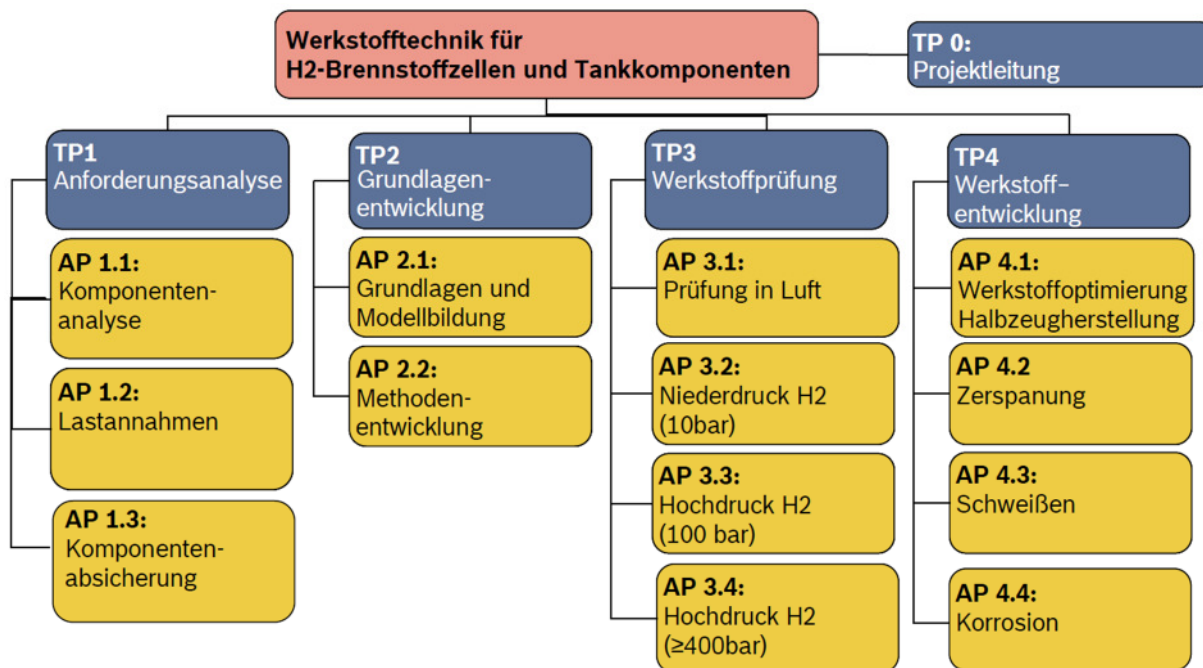 Werkstofftechnik für
H2-Brennstoffzellen und Tankkomponenten
TP 0:
Projektleitung
TP1
Anforderungsanalyse
AP 1.1:
Komponenten-
analyse
AP 1.2:
Lastannahmen
AP 1.3:
Komponenten-
absicherung
TP2
Grundlagen-
entwicklung
AP 2.1:
Grundlagen und
Modellbildung
AP 2.2:
Methoden-
entwicklung
TP3
Werkstoffprüfung
AP 3.1:
Prüfung in Luft
AP 3.2:
Niederdruck H2
(10bar)
AP 3.3:
Hochdruck H2
(100 bar)
AP 3.4:
Hochdruck H2
(≥400bar)
TP4
Werkstoff–
entwicklung
AP 4.1:
Werkstoffoptimierung
Halbzeugherstellung
AP 4.2
Zerspanung
AP 4.3:
Schweißen
AP 4.4:
Korrosion